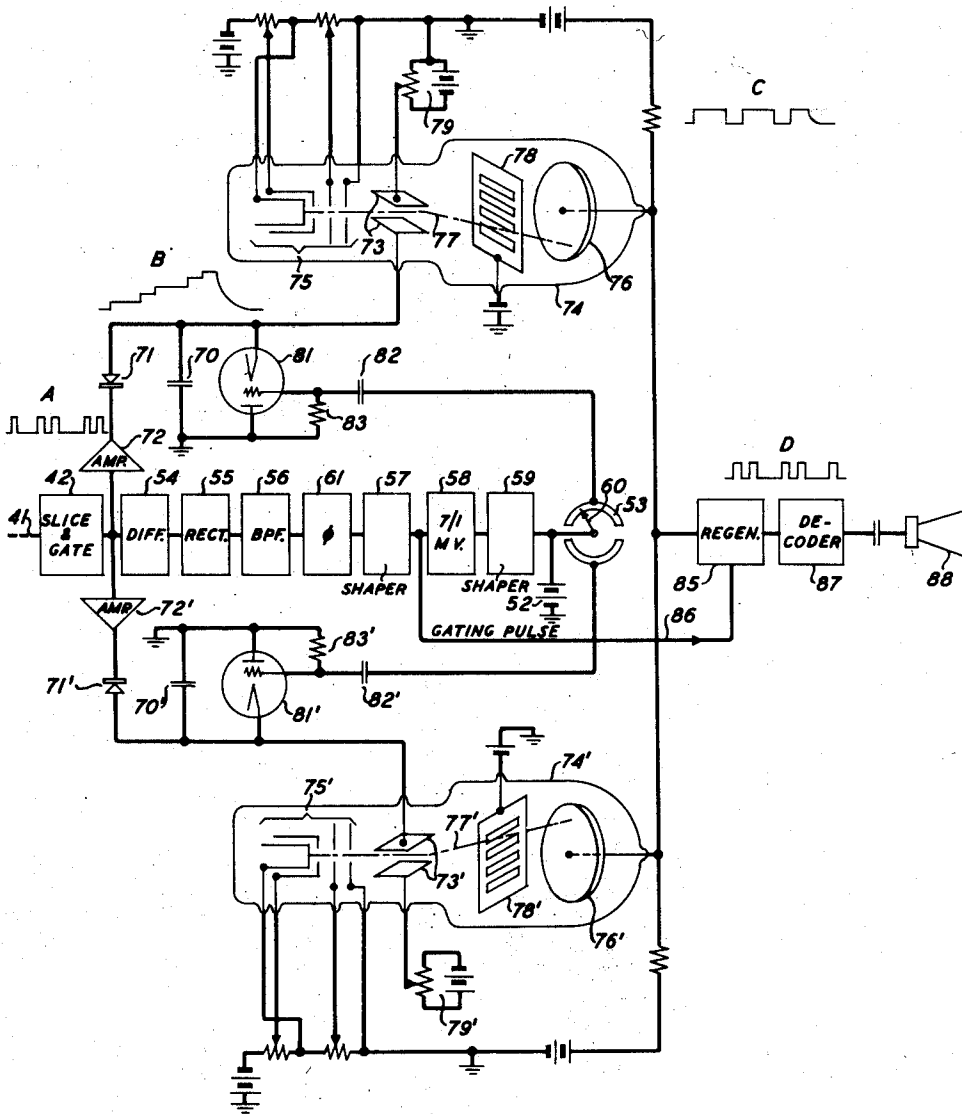 C
79
78
73
77
75
76
74
B
71
70
81
82
83
A
72
AMP.
D
42
54
55
56
61
57
58
59
60
53
41
SLICE & GATE
DIFF.
RECT.
BPF.
φ
7/1 MV.
REGEN.
DE-CODER
SHAPER
SHAPER
52
85
87
88
AMP.
72'
GATING PULSE
86
83'
71'
70'
82'
81'
74'
75'
77'
73'
78'
76'
79'